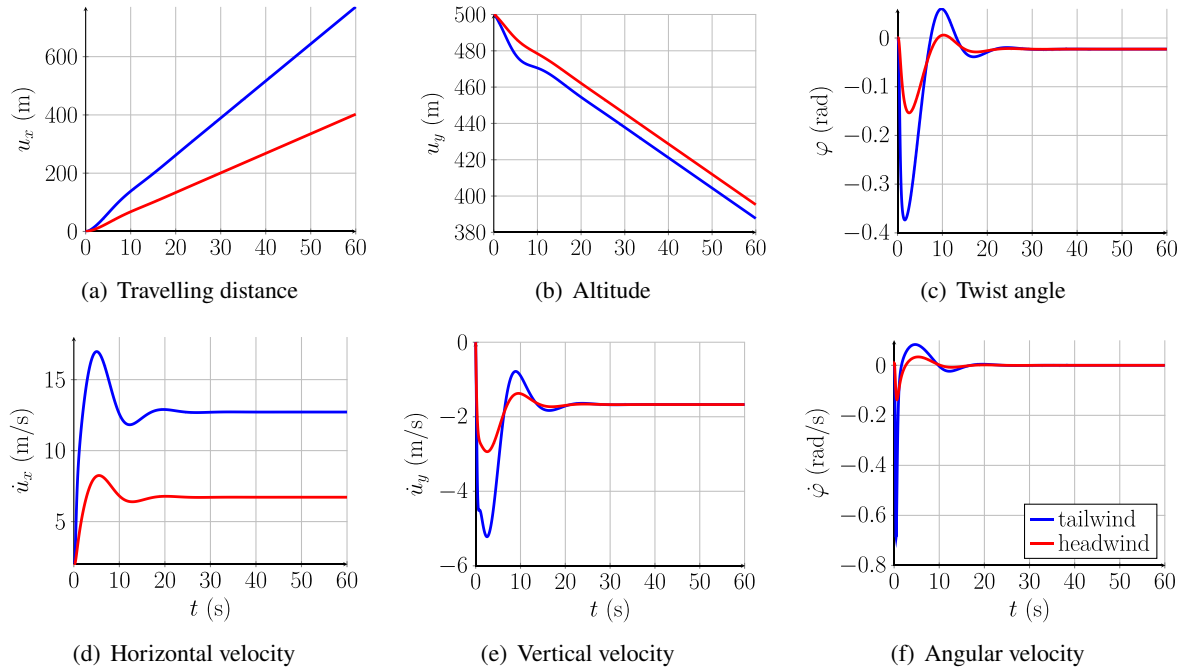 600
400
200
0
u_x (m)
0 10 20 30 40 50 60
(a) Travelling distance
500
480
460
440
420
400
380
u_y (m)
0 10 20 30 40 50 60
(b) Altitude
0
−0.1
−0.2
−0.3
−0.4
φ (rad)
0 10 20 30 40 50 60
(c) Twist angle
15
10
5
u̇_x (m/s)
0 10 20 30 40 50 60
t (s)
(d) Horizontal velocity
0
−2
−4
−6
u̇_y (m/s)
0 10 20 30 40 50 60
t (s)
(e) Vertical velocity
0
−0.2
−0.4
−0.6
−0.8
φ̇ (rad/s)
tailwind
headwind
0 10 20 30 40 50 60
t (s)
(f) Angular velocity